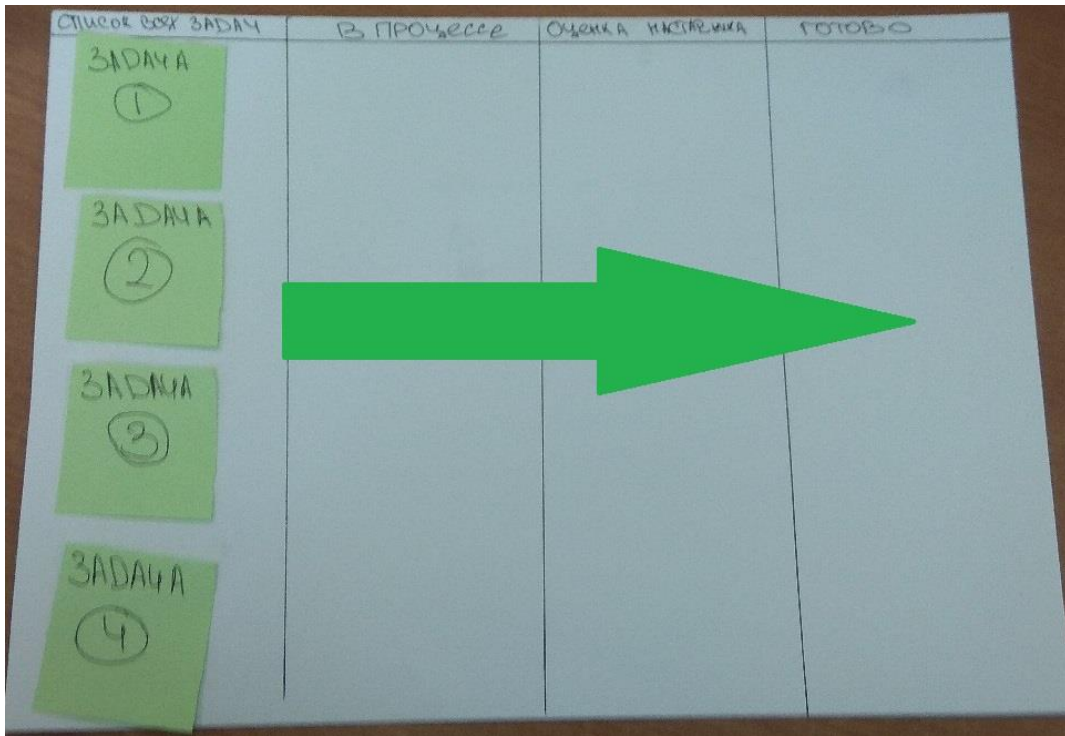 СПИСОК ВСЕХ ЗАДАЧ
В ПРОЦЕССЕ
ОЦЕНКА НАСТАВНИКА
ГОТОВО
ЗАДАЧА
1
ЗАДАЧА
2
ЗАДАЧА
3
ЗАДАЧА
4